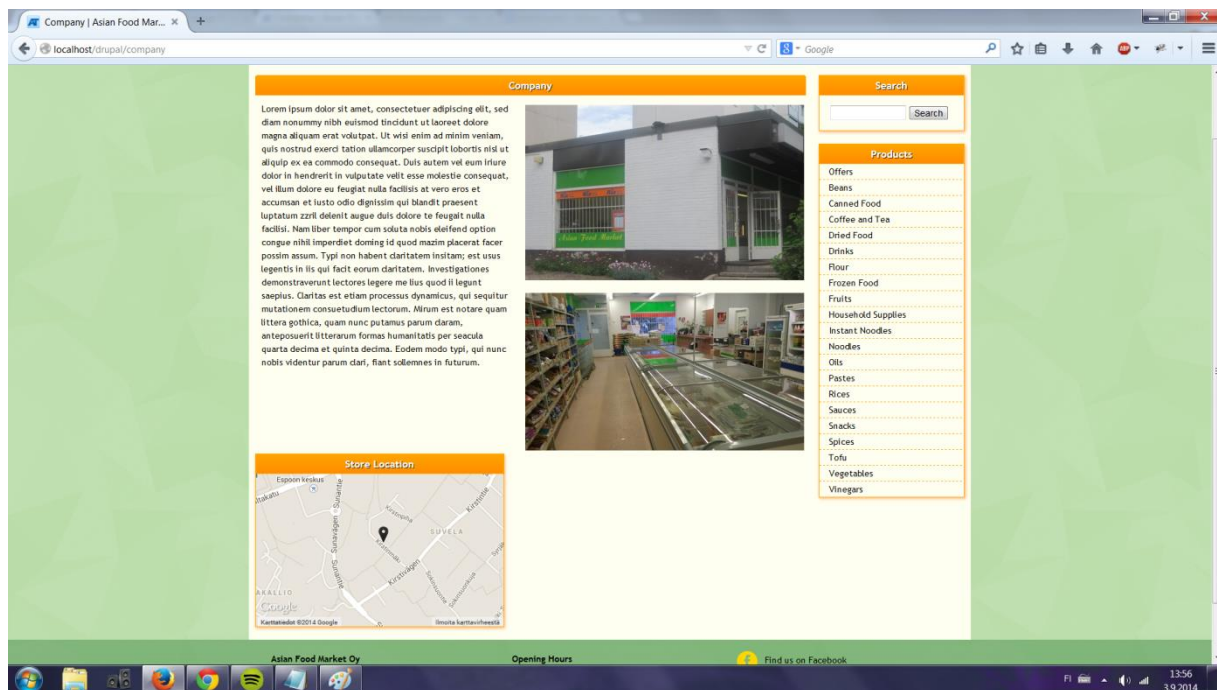 Company | Asian Food Mar...
localhost/drupal/company
Google
Company
Lorem ipsum dolor sit amet, consectetuer adipiscing elit, sed
diam nonummy nibh euismod tincidunt ut laoreet dolore
magna aliquam erat volutpat. Ut wisi enim ad minim veniam,
quis nostrud exerci tation ullamcorper suscipit lobortis nisl ut
aliquip ex ea commodo consequat. Duis autem vel eum iriure
dolor in hendrerit in vulputate velit esse molestie consequat,
vel illum dolore eu feugiat nulla facilisis at vero eros et
accumsan et iusto odio dignissim qui blandit praesent
luptatum zzril delenit augue duis dolore te feugait nulla
facilisi. Nam liber tempor cum soluta nobis eleifend option
congue nihil imperdiet doming id quod mazim placerat facer
possim assum. Typi non habent claritatem insitam; est usus
legentis in iis qui facit eorum claritatem. Investigationes
demonstraverunt lectores legere me lius quod ii legunt
saepius. Claritas est etiam processus dynamicus, qui sequitur
mutationem consuetudium lectorum. Mirum est notare quam
littera gothica, quam nunc putamus parum claram,
anteposuerit litterarum formas humanitatis per seacula
quarta decima et quinta decima. Eodem modo typi, qui nunc
nobis videntur parum clari, fiant sollemnes in futurum.
Asian Food Market
Store Location
Espoon keskus
Sunantie
Sunavägen
Sunantie
Kirstintie
Kirstinpiha
SUVELA
Kirstinmäki
Kirstivägen
Sokinsuontie
Sokinsuonkuja
AKALLIO
Google
Karttatiedot ©2014 Google
Ilmoita karttavirheestä
Search
Search
Products
Offers
Beans
Canned Food
Coffee and Tea
Dried Food
Drinks
Flour
Frozen Food
Fruits
Household Supplies
Instant Noodles
Noodles
Oils
Pastes
Rices
Sauces
Snacks
Spices
Tofu
Vegetables
Vinegars
Asian Food Market Oy
Opening Hours
Find us on Facebook
FI
13:56
3.9.2014